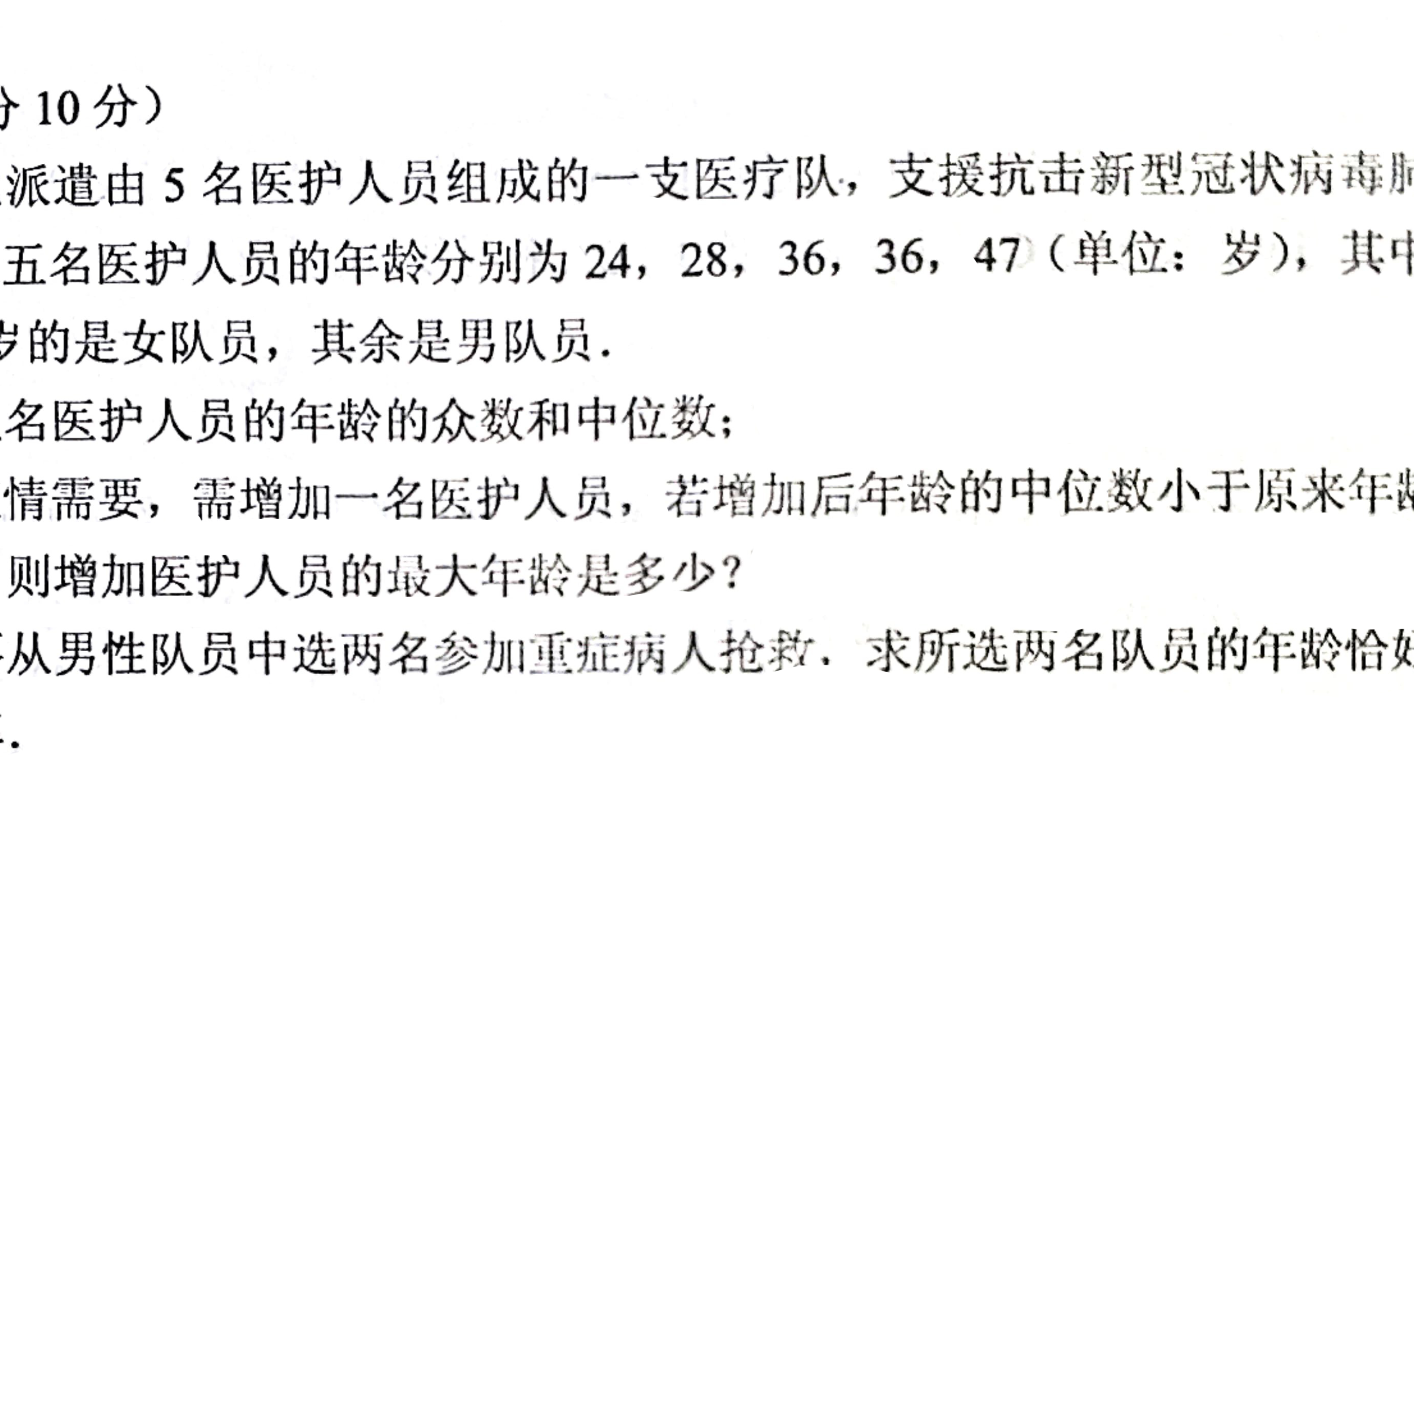 分 10 分）
派遣由 5 名医护人员组成的一支医疗队，支援抗击新型冠状病毒
五名医护人员的年龄分别为 24，28，36，36，47（单位：岁），其中
岁的是女队员，其余是男队员．
名医护人员的年龄的众数和中位数；
情需要，需增加一名医护人员，若增加后年龄的中位数小于原来年龄
则增加医护人员的最大年龄是多少？
从男性队员中选两名参加重症病人抢救．求所选两名队员的年龄恰好
．